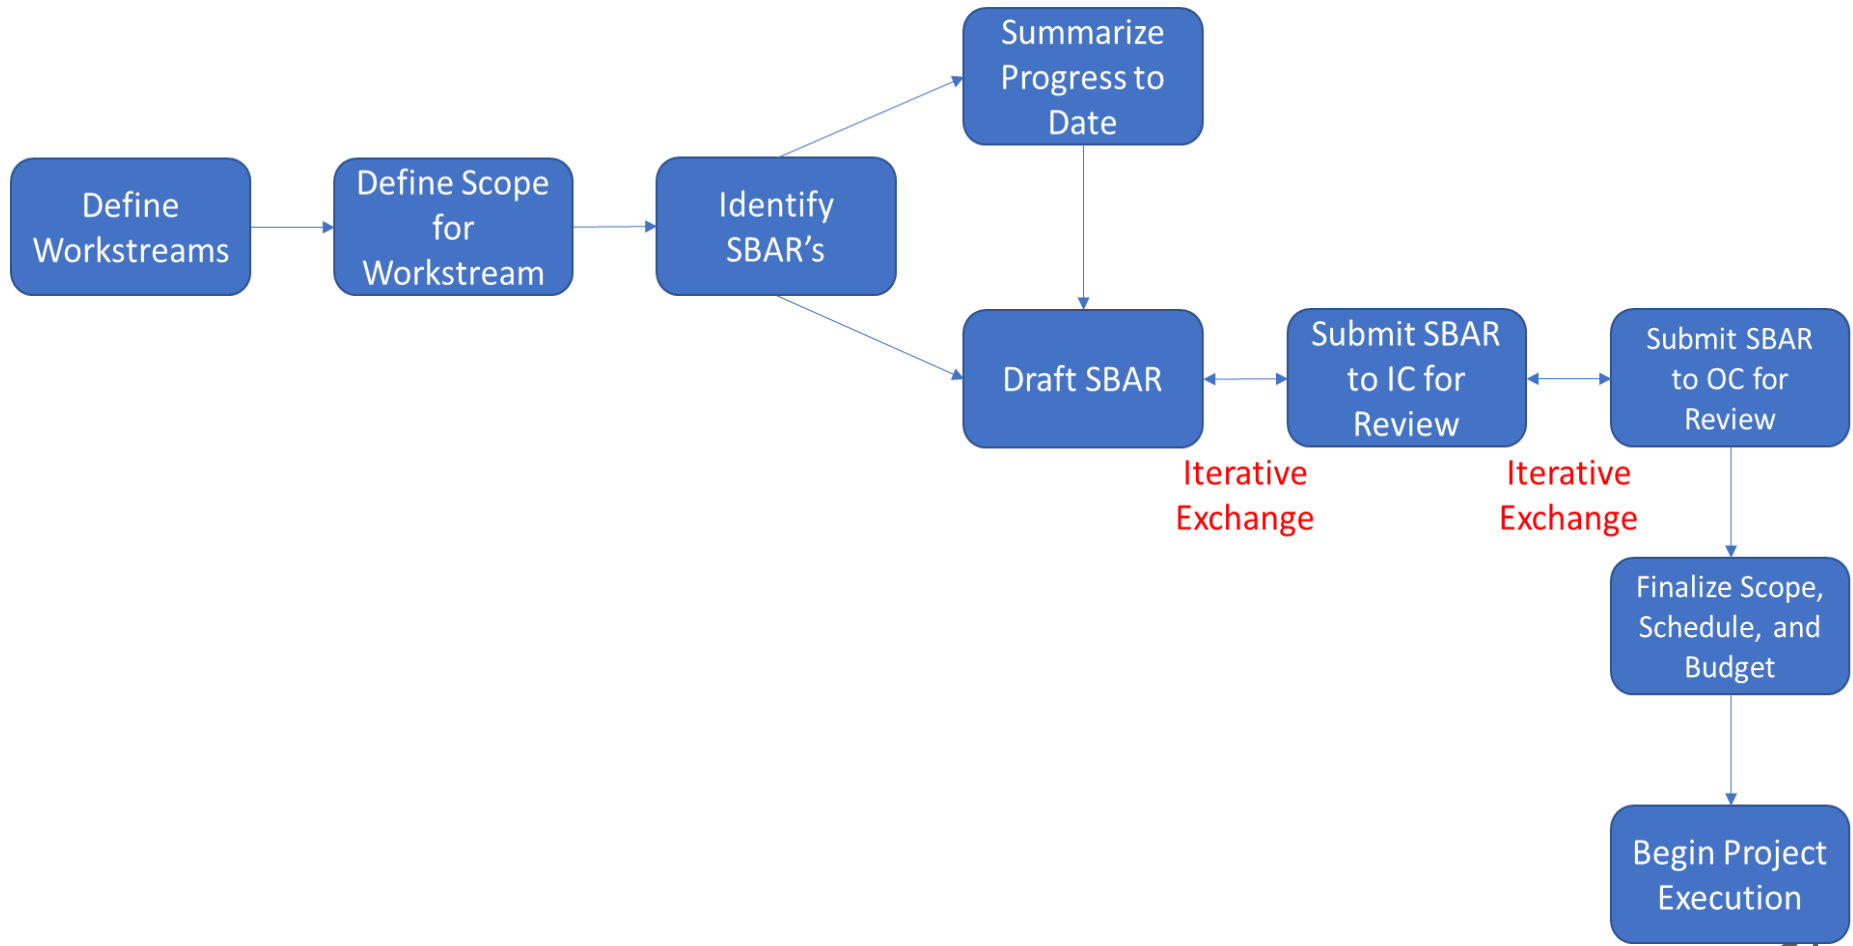 Summarize
Progress to
Date
Define
Workstreams
Define Scope
for
Workstream
Identify
SBAR’s
Draft SBAR
Submit SBAR
to IC for
Review
Submit SBAR
to OC for
Review
Iterative
Exchange
Iterative
Exchange
Finalize Scope,
Schedule, and
Budget
Begin Project
Execution